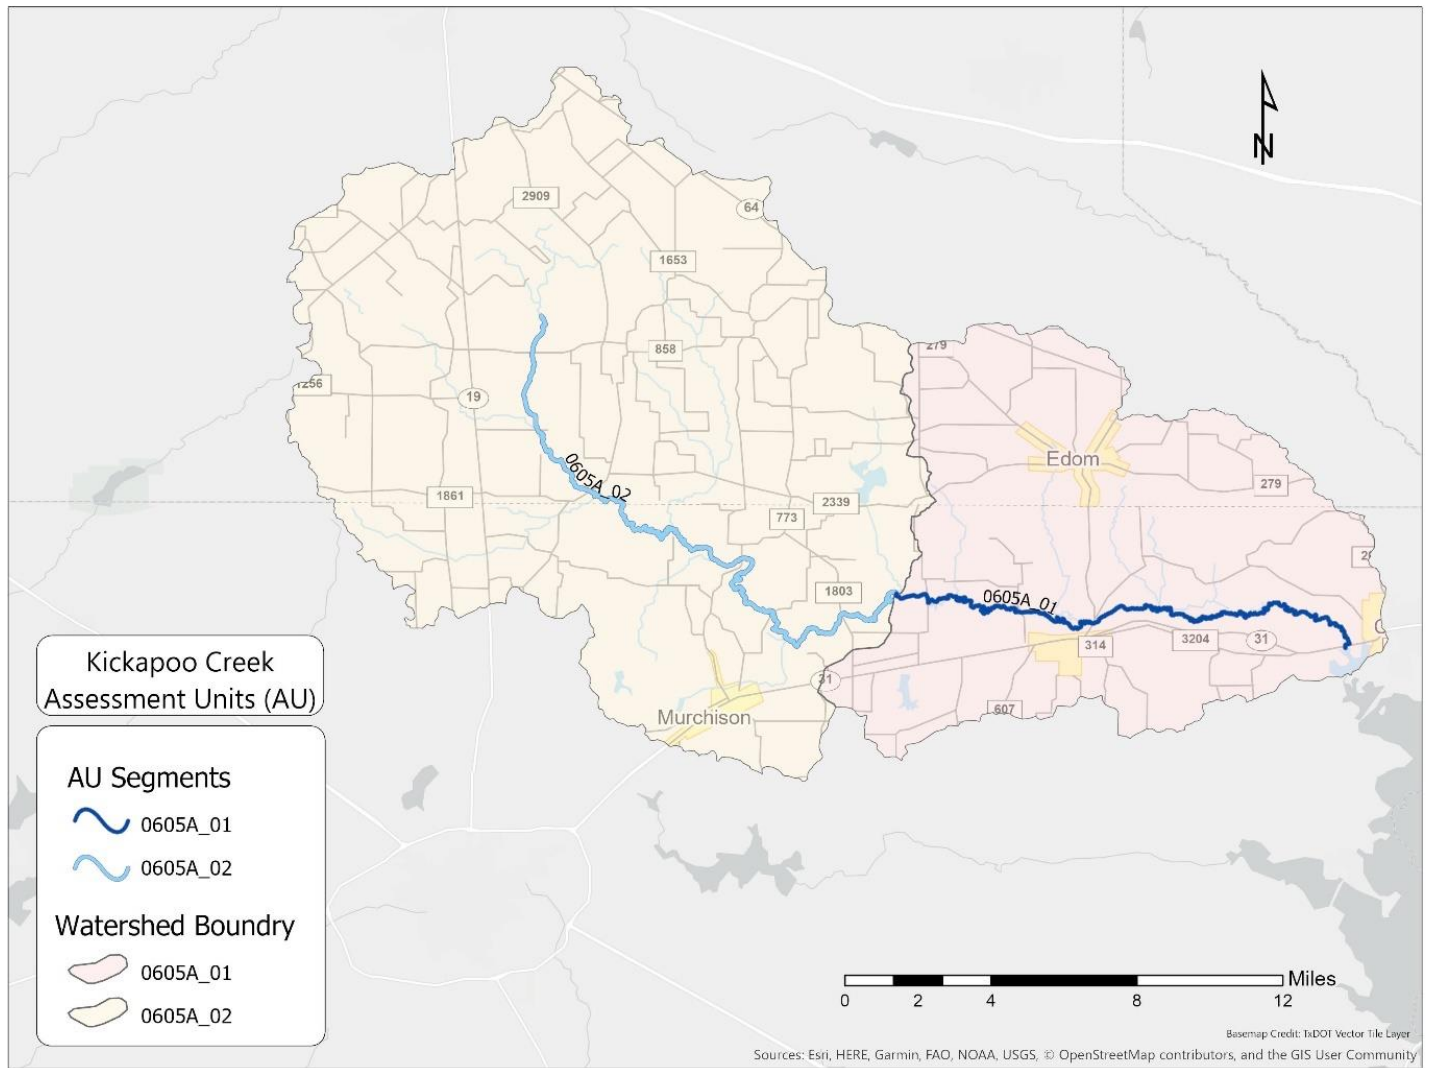 N
2909
64
1653
279
858
1256
19
Edom
0605A_02
279
1861
2339
773
1803
0605A_01
314
3204
31
31
607
Murchison
Kickapoo Creek
Assessment Units (AU)
AU Segments
0605A_01
0605A_02
Watershed Boundry
0605A_01
0605A_02
Miles
0 2 4 8 12
Basemap Credit: TxDOT Vector Tile Layer
Sources: Esri, HERE, Garmin, FAO, NOAA, USGS, © OpenStreetMap contributors, and the GIS User Community